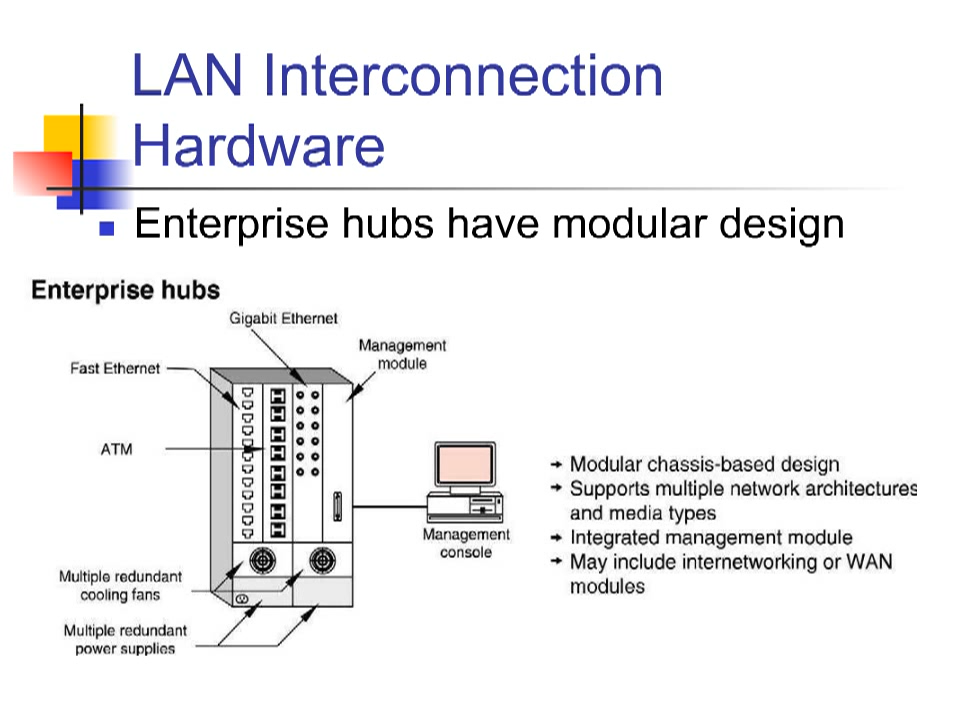 LAN Interconnection
Hardware
Enterprise hubs have modular design
Enterprise hubs
Gigabit Ethernet
Management
module
Fast Ethernet
ATM
Management
console
Multiple redundant
cooling fans
Multiple redundant
power supplies
Modular chassis-based design
Supports multiple network architectures
and media types
Integrated management module
May include internetworking or WAN
modules